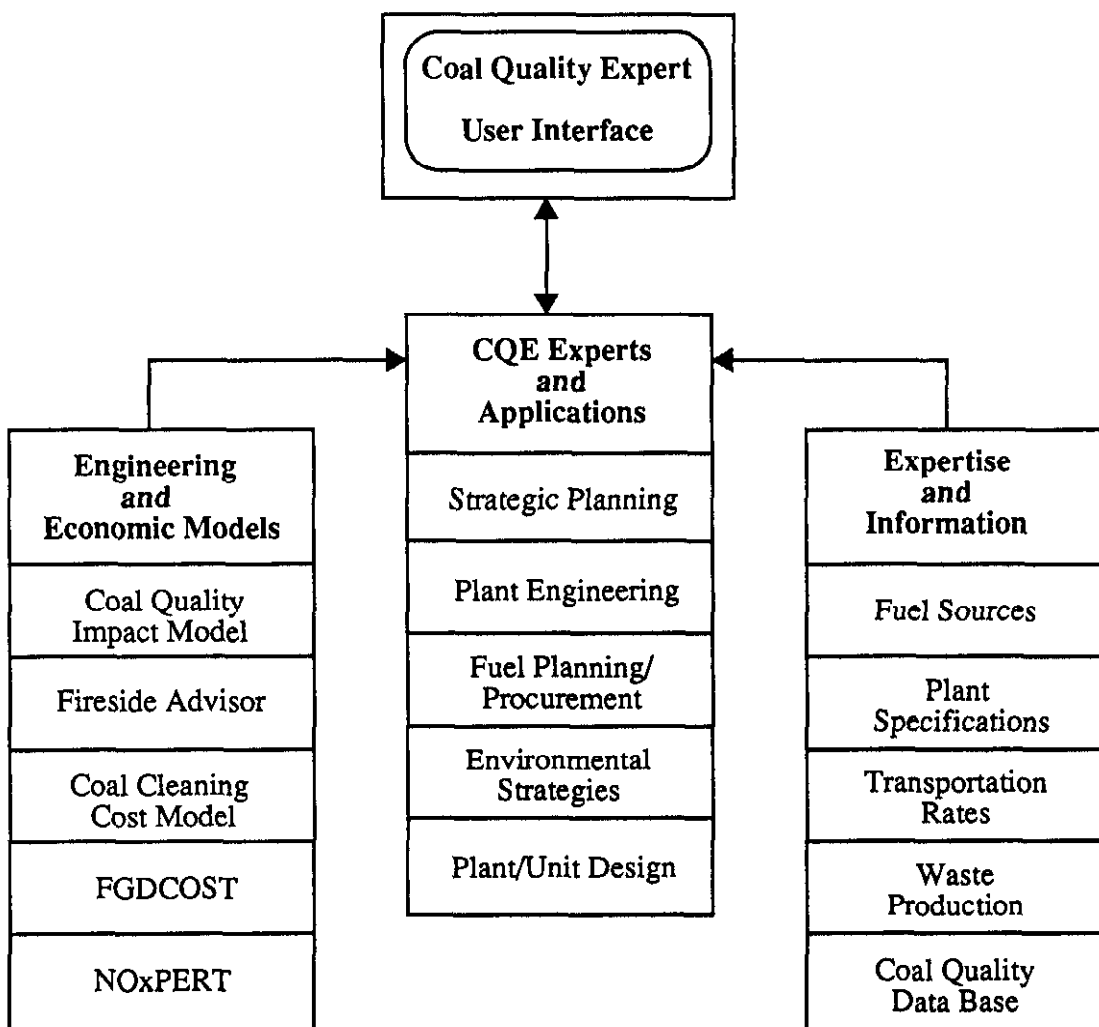 Coal Quality Expert
User Interface
CQE Experts
and
Applications
Strategic Planning
Plant Engineering
Fuel Planning/
Procurement
Environmental
Strategies
Plant/Unit Design
Engineering
and
Economic Models
Coal Quality
Impact Model
Fireside Advisor
Coal Cleaning
Cost Model
FGDCOST
NOxPERT
Expertise
and
Information
Fuel Sources
Plant
Specifications
Transportation
Rates
Waste
Production
Coal Quality
Data Base